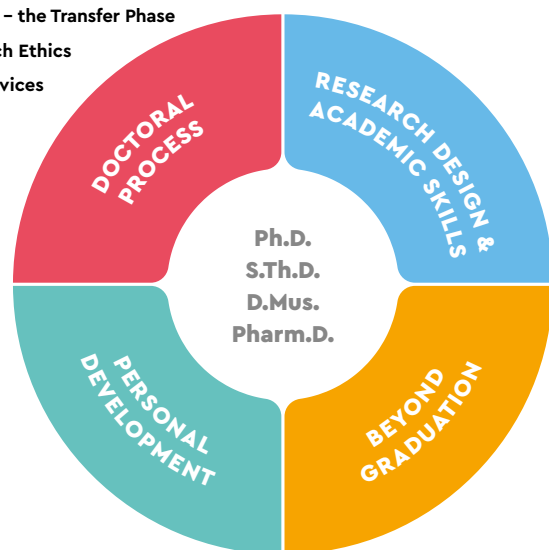 – the Transfer Phase
ch Ethics
vices
DOCTORAL
PROCESS
RESEARCH DESIGN &
ACADEMIC SKILLS
Ph.D.
S.Th.D.
D.Mus.
Pharm.D.
PERSONAL
DEVELOPMENT
BEYOND
GRADUATION